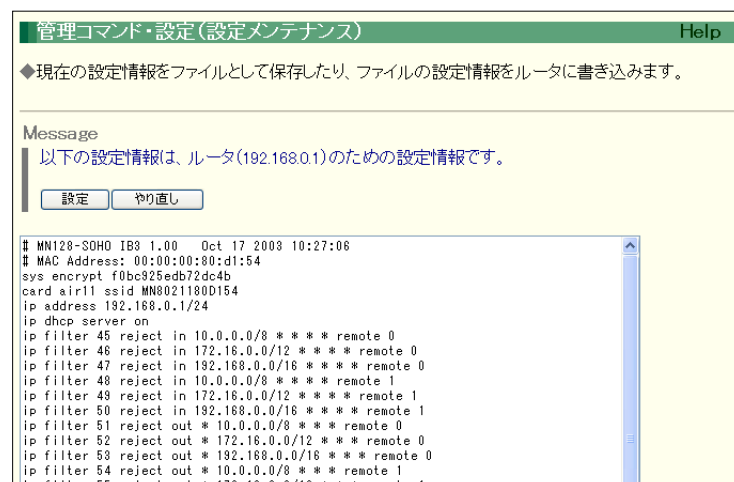 管理コマンド・設定(設定メンテナンス) Help
◆現在の設定情報をファイルとして保存したり、ファイルの設定情報をルータに書き込みます。
Message
以下の設定情報は、ルータ(192.168.0.1)のための設定情報です。
設定 やり直し
# MN128-SOHO IB3 1.00 Oct 17 2003 10:27:06
# MAC Address: 00:00:00:80:d1:54
sys encrypt f0bc925edb72dc4b
card air11 ssid MN8021180D154
ip address 192.168.0.1/24
ip dhcp server on
ip filter 45 reject in 10.0.0.0/8 * * * * remote 0
ip filter 46 reject in 172.16.0.0/12 * * * * remote 0
ip filter 47 reject in 192.168.0.0/16 * * * * remote 0
ip filter 48 reject in 10.0.0.0/8 * * * * remote 1
ip filter 49 reject in 172.16.0.0/12 * * * * remote 1
ip filter 50 reject in 192.168.0.0/16 * * * * remote 1
ip filter 51 reject out * 10.0.0.0/8 * * * remote 0
ip filter 52 reject out * 172.16.0.0/12 * * * remote 0
ip filter 53 reject out * 192.168.0.0/16 * * * remote 0
ip filter 54 reject out * 10.0.0.0/8 * * * remote 1